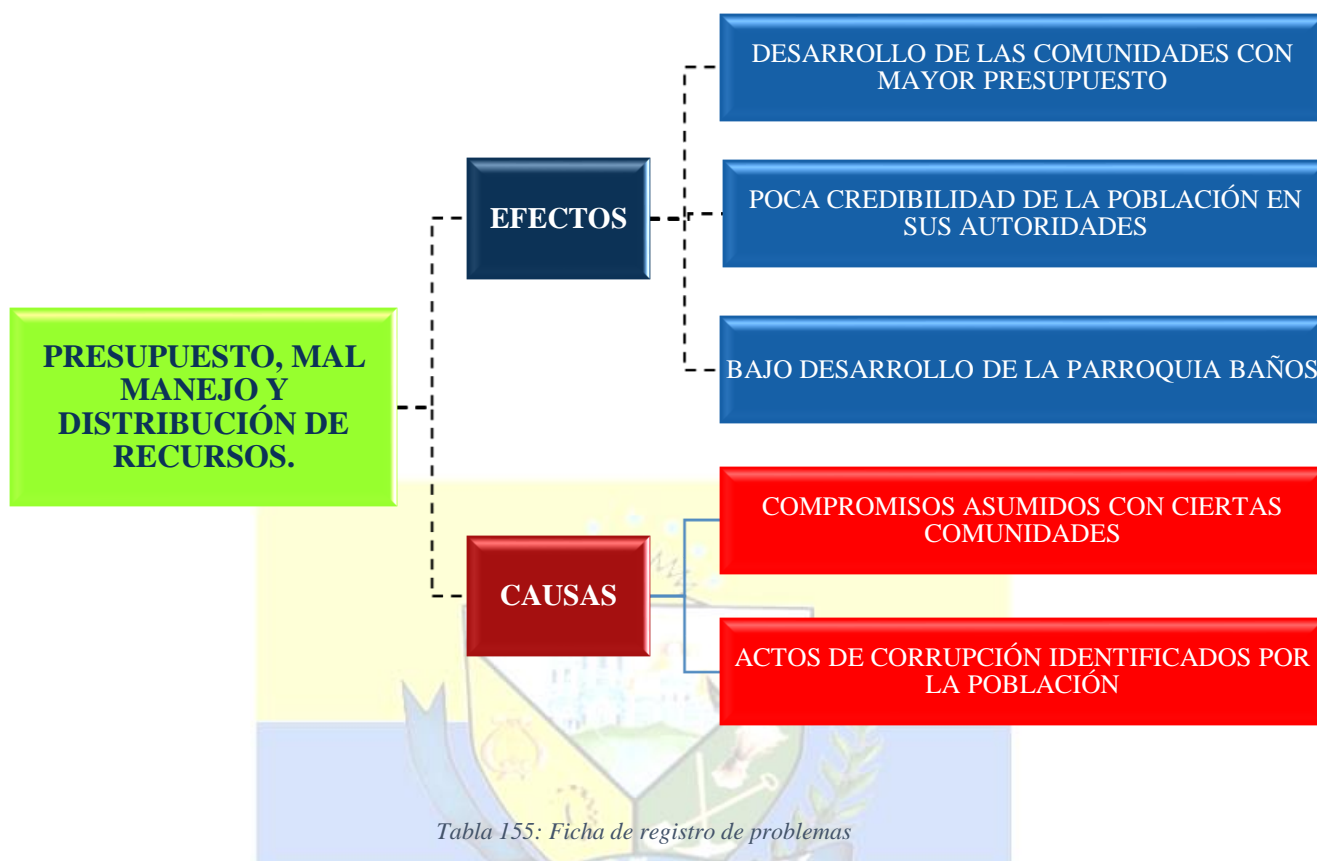 DESARROLLO DE LAS COMUNIDADES CON
MAYOR PRESUPUESTO
EFECTOS
POCA CREDIBILIDAD DE LA POBLACIÓN EN
SUS AUTORIDADES
BAJO DESARROLLO DE LA PARROQUIA BAÑOS
PRESUPUESTO, MAL
MANEJO Y
DISTRIBUCIÓN DE
RECURSOS.
COMPROMISOS ASUMIDOS CON CIERTAS
COMUNIDADES
CAUSAS
ACTOS DE CORRUPCIÓN IDENTIFICADOS POR
LA POBLACIÓN
Tabla 155: Ficha de registro de problemas